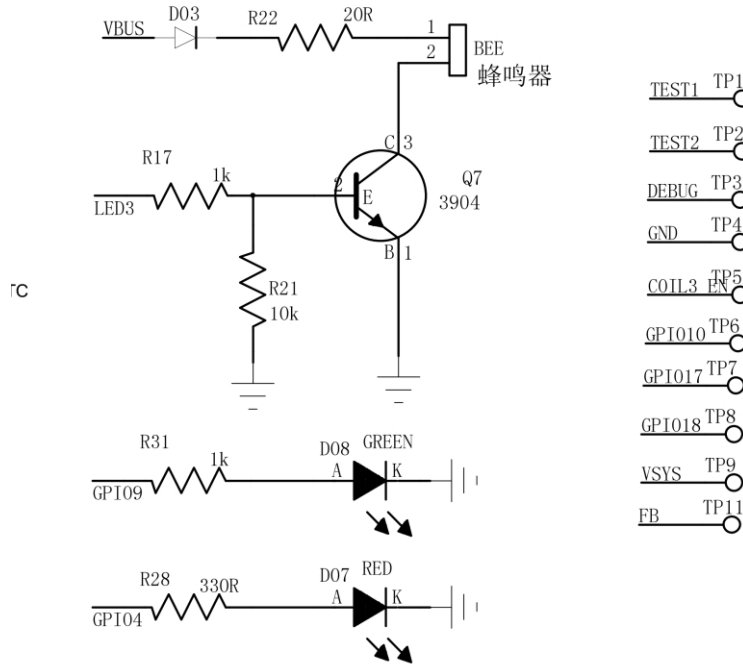 VBUS
D03
R22
20R
1
2
BEE
蜂鸣器
R17
1k
LED3
C
3
2
E
Q7
3904
B
1
R21
10k
TC
R31
1k
GPIO9
D08
GREEN
A
K
R28
330R
GPIO4
D07
RED
A
K
TEST1
TP1
TEST2
TP2
DEBUG
TP3
GND
TP4
COIL3_EN
TP5
GPIO10
TP6
GPIO17
TP7
GPIO18
TP8
VSYS
TP9
FB
TP11